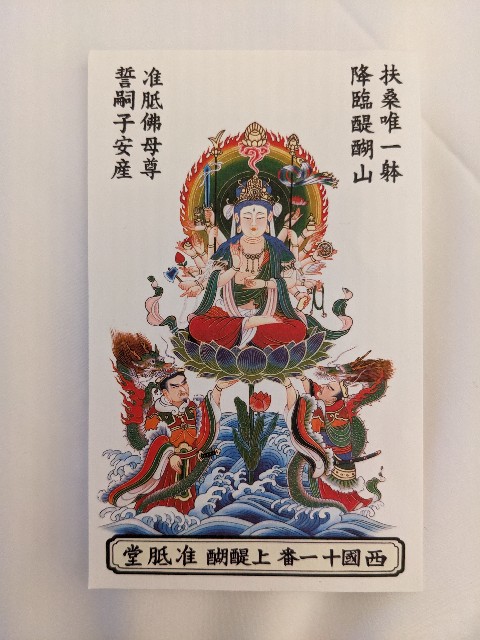 扶桑唯一躰
降臨醍醐山
准胝佛母尊
誓嗣子安産
西國十一番 上醍醐 准胝堂